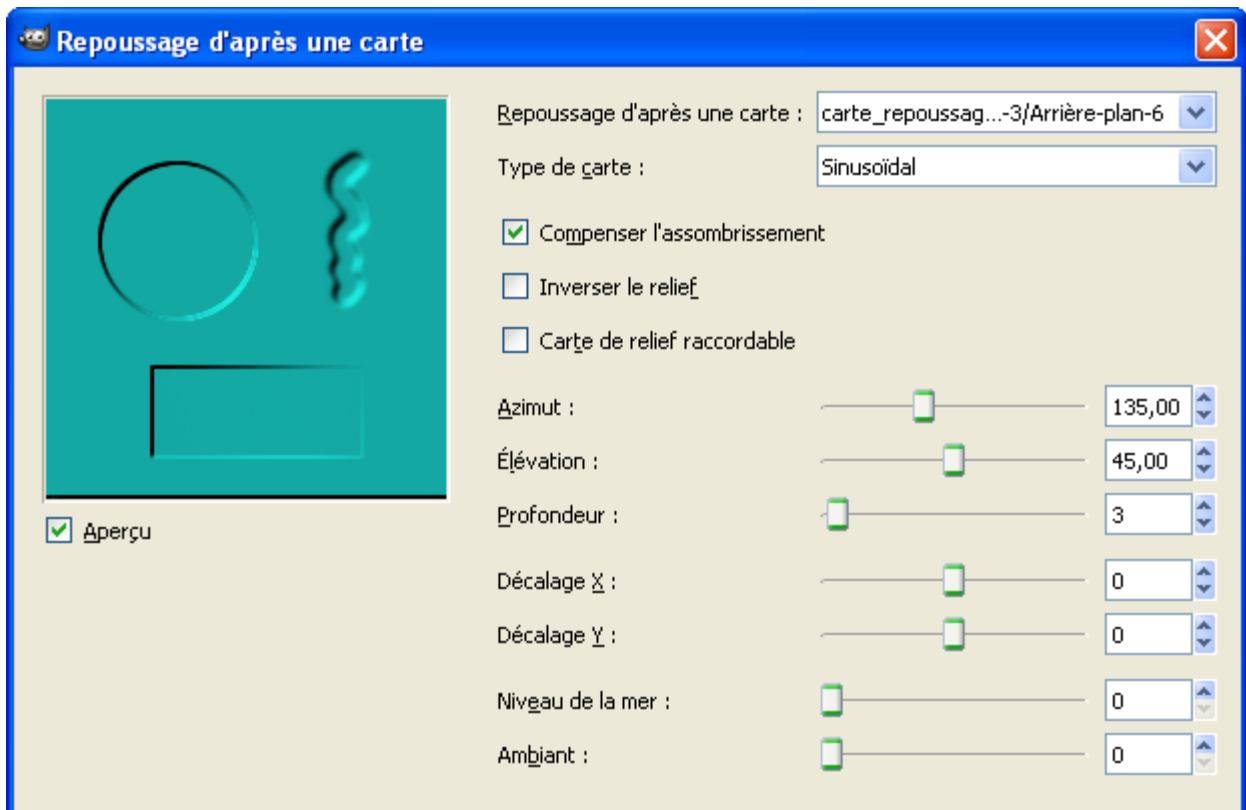 Repoussage d'après une carte
Repoussage d'après une carte : carte_repoussag...-3/Arrière-plan-6
Type de carte : Sinusoïdal
Compenser l'assombrissement
Inverser le relief
Carte de relief raccordable
Azimut : 135,00
Élévation : 45,00
Profondeur : 3
Aperçu
Décalage X : 0
Décalage Y : 0
Niveau de la mer : 0
Ambiant : 0